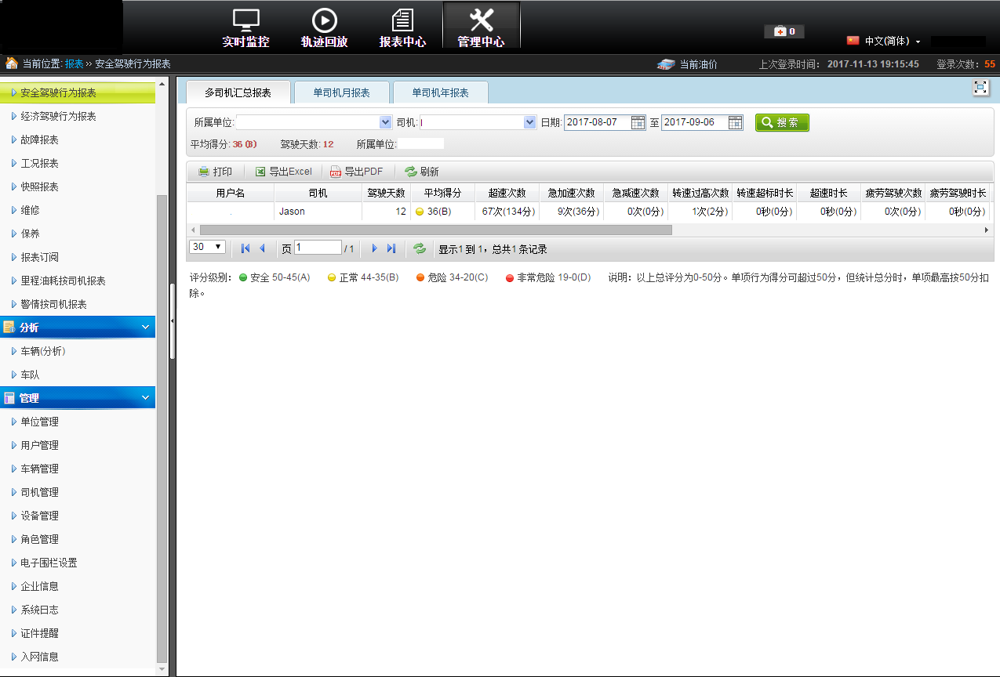 实时监控 轨迹回放 报表中心 管理中心
0
中文(简体)
当前位置: 报表 ›› 安全驾驶行为报表 当前油价 上次登录时间： 2017-11-13 19:15:45 登录次数：55
安全驾驶行为报表
经济驾驶行为报表
故障报表
工况报表
快照报表
维修
保养
报表订阅
里程油耗按司机报表
警情按司机报表
分析
车辆(分析)
车队
管理
单位管理
用户管理
车辆管理
司机管理
设备管理
角色管理
电子围栏设置
企业信息
系统日志
证件提醒
入网信息
多司机汇总报表 单司机月报表 单司机年报表
所属单位: 司机: 日期: 2017-08-07 至 2017-09-06 搜索
平均得分: 36 (B) 驾驶天数: 12 所属单位:
打印 导出Excel 导出PDF 刷新
用户名 司机 驾驶天数 平均得分 超速次数 急加速次数 急减速次数 转速过高次数 转速超标时长 超速时长 疲劳驾驶次数 疲劳驾驶时长
Jason 12 36(B) 67次(134分) 9次(36分) 0次(0分) 1次(2分) 0秒(0分) 0秒(0分) 0次(0分) 0秒(0分)
30 页 1 / 1 显示1 到 1，总共1 条记录
评分级别： 安全 50-45(A) 正常 44-35(B) 危险 34-20(C) 非常危险 19-0(D) 说明：以上总评分为0-50分。单项行为得分可超过50分，但统计总分时，单项最高按50分扣
除。